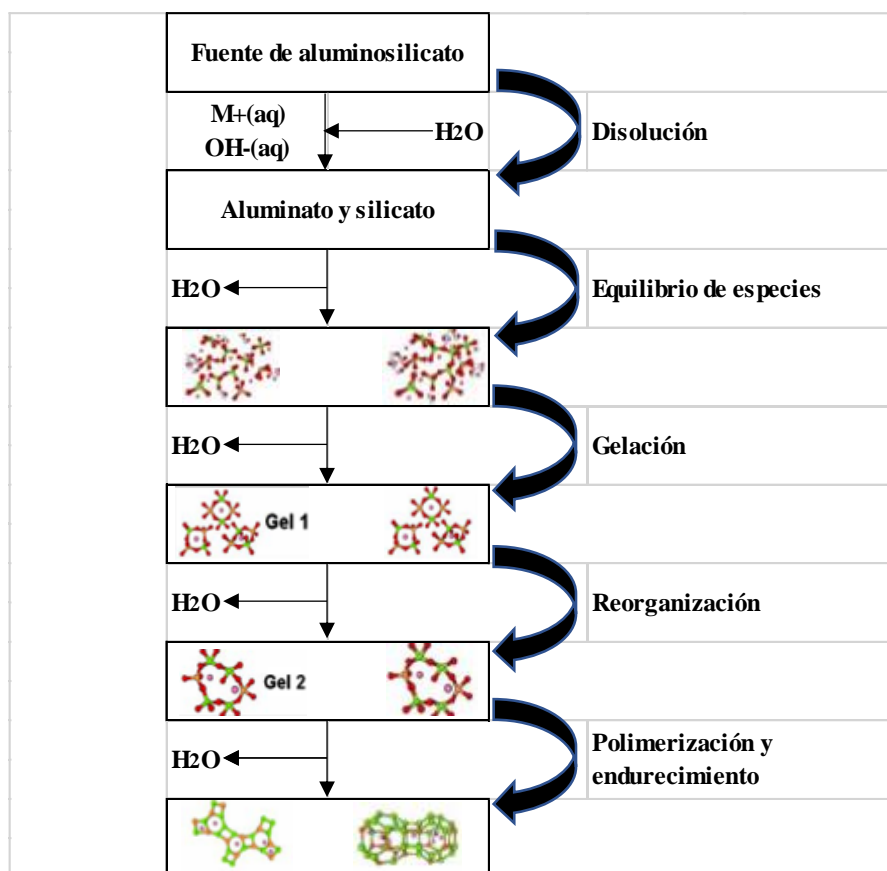 Fuente de aluminosilicato
M+(aq)
OH-(aq)
H2O
Disolución
Aluminato y silicato
H2O
Equilibrio de especies
H2O
Gelación
Gel 1
H2O
Reorganización
Gel 2
H2O
Polimerización y
endurecimiento